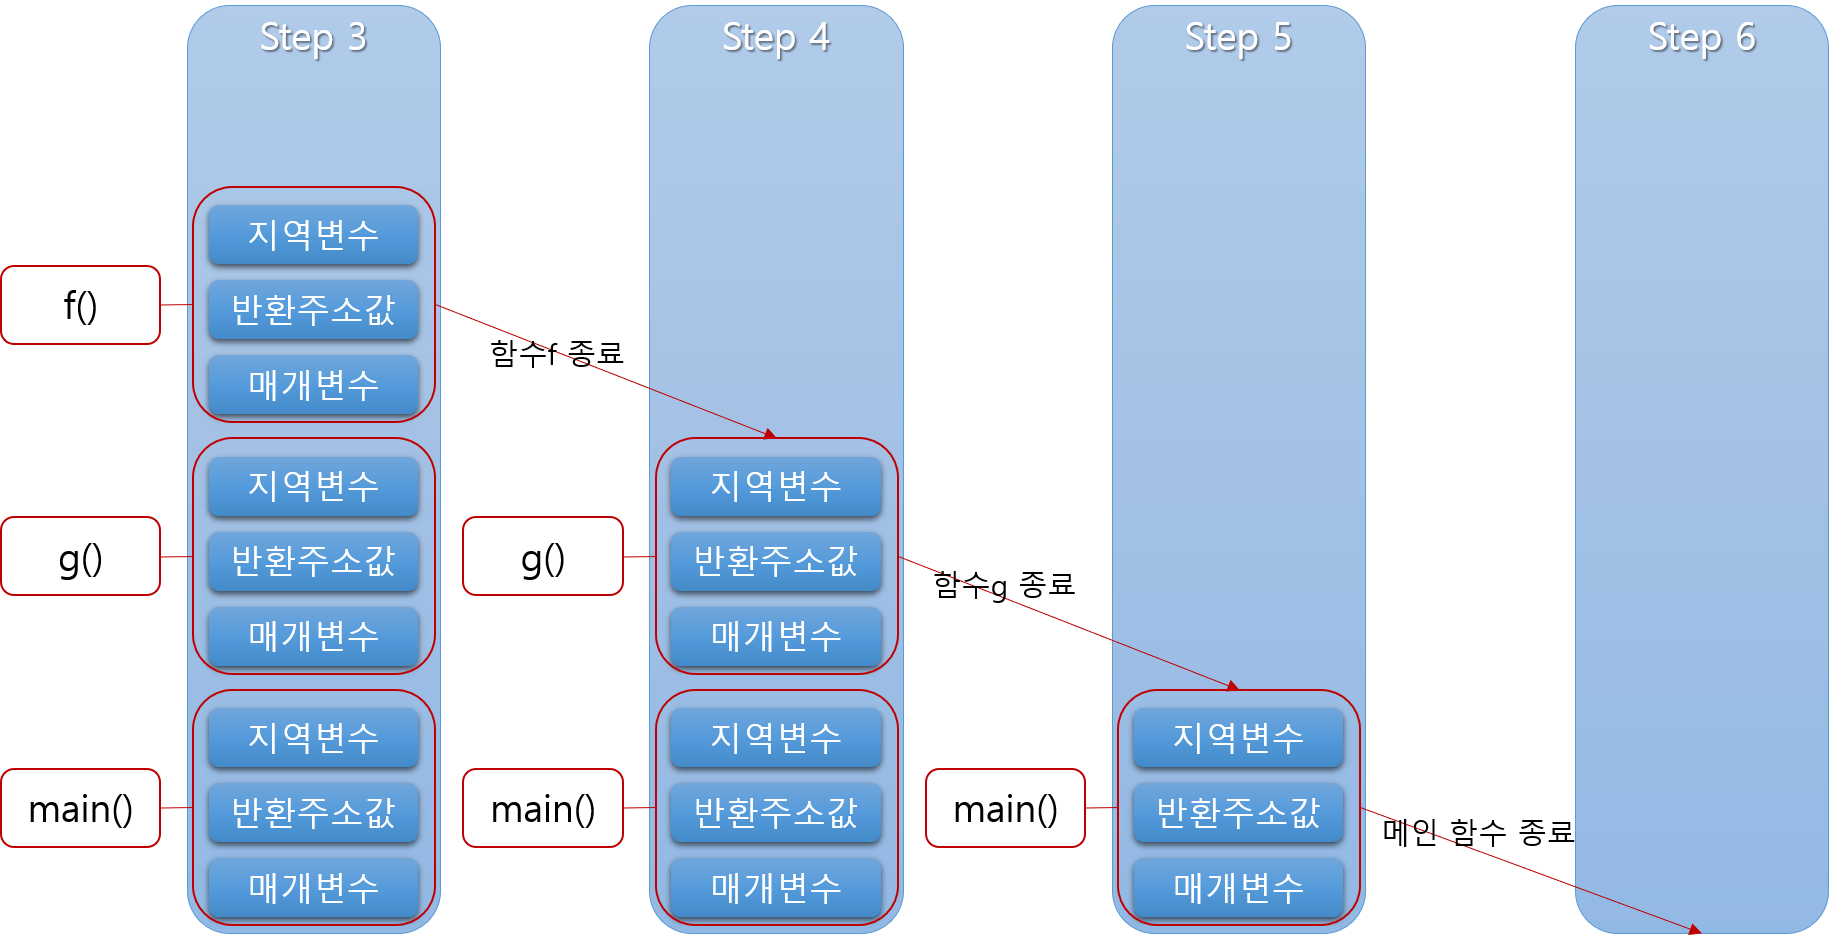 Step 3
Step 4
Step 5
Step 6
f()
지역변수
반환주소값
매개변수
함수f 종료
g()
지역변수
반환주소값
매개변수
g()
지역변수
반환주소값
매개변수
함수g 종료
main()
지역변수
반환주소값
매개변수
main()
지역변수
반환주소값
매개변수
main()
지역변수
반환주소값
매개변수
메인 함수 종료